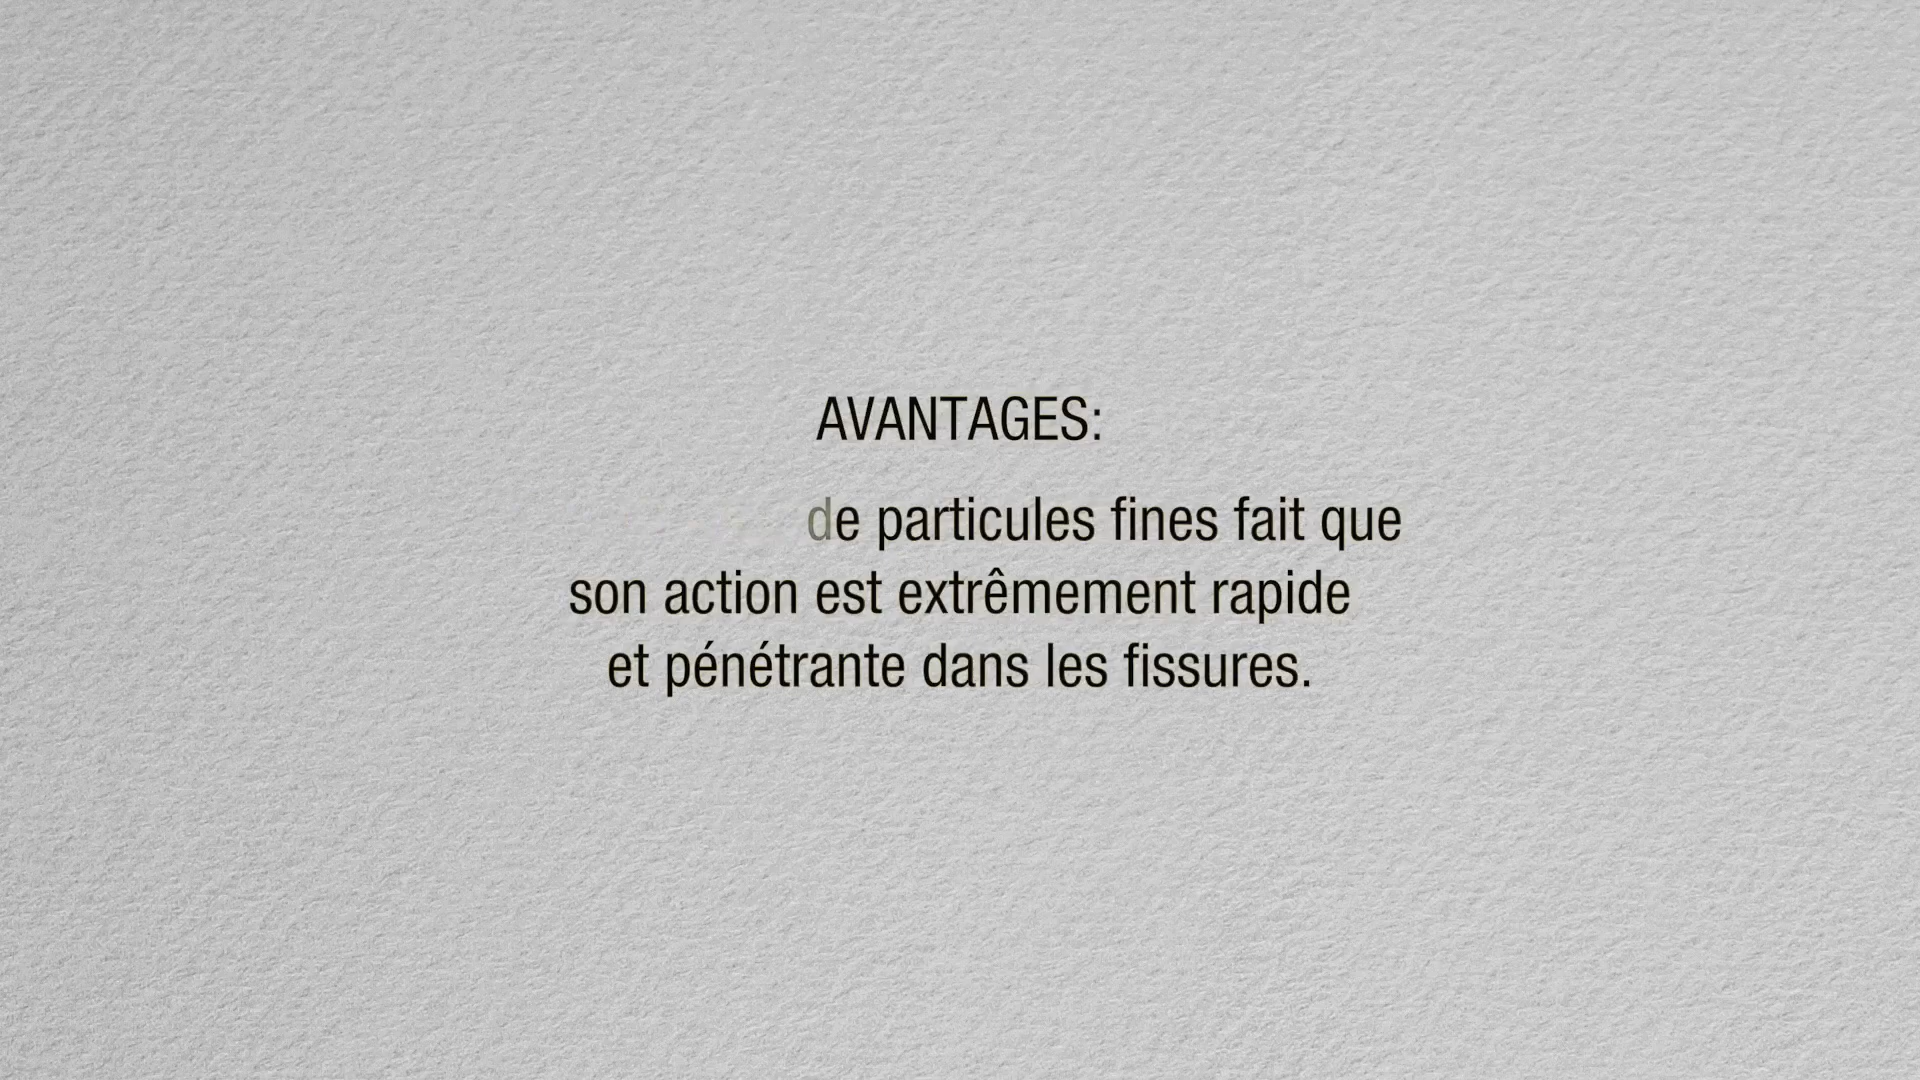 AVANTAGES:
de particules fines fait que
son action est extrêmement rapide
et pénétrante dans les fissures.